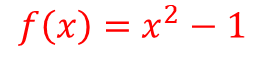 f(x) = x² − 1